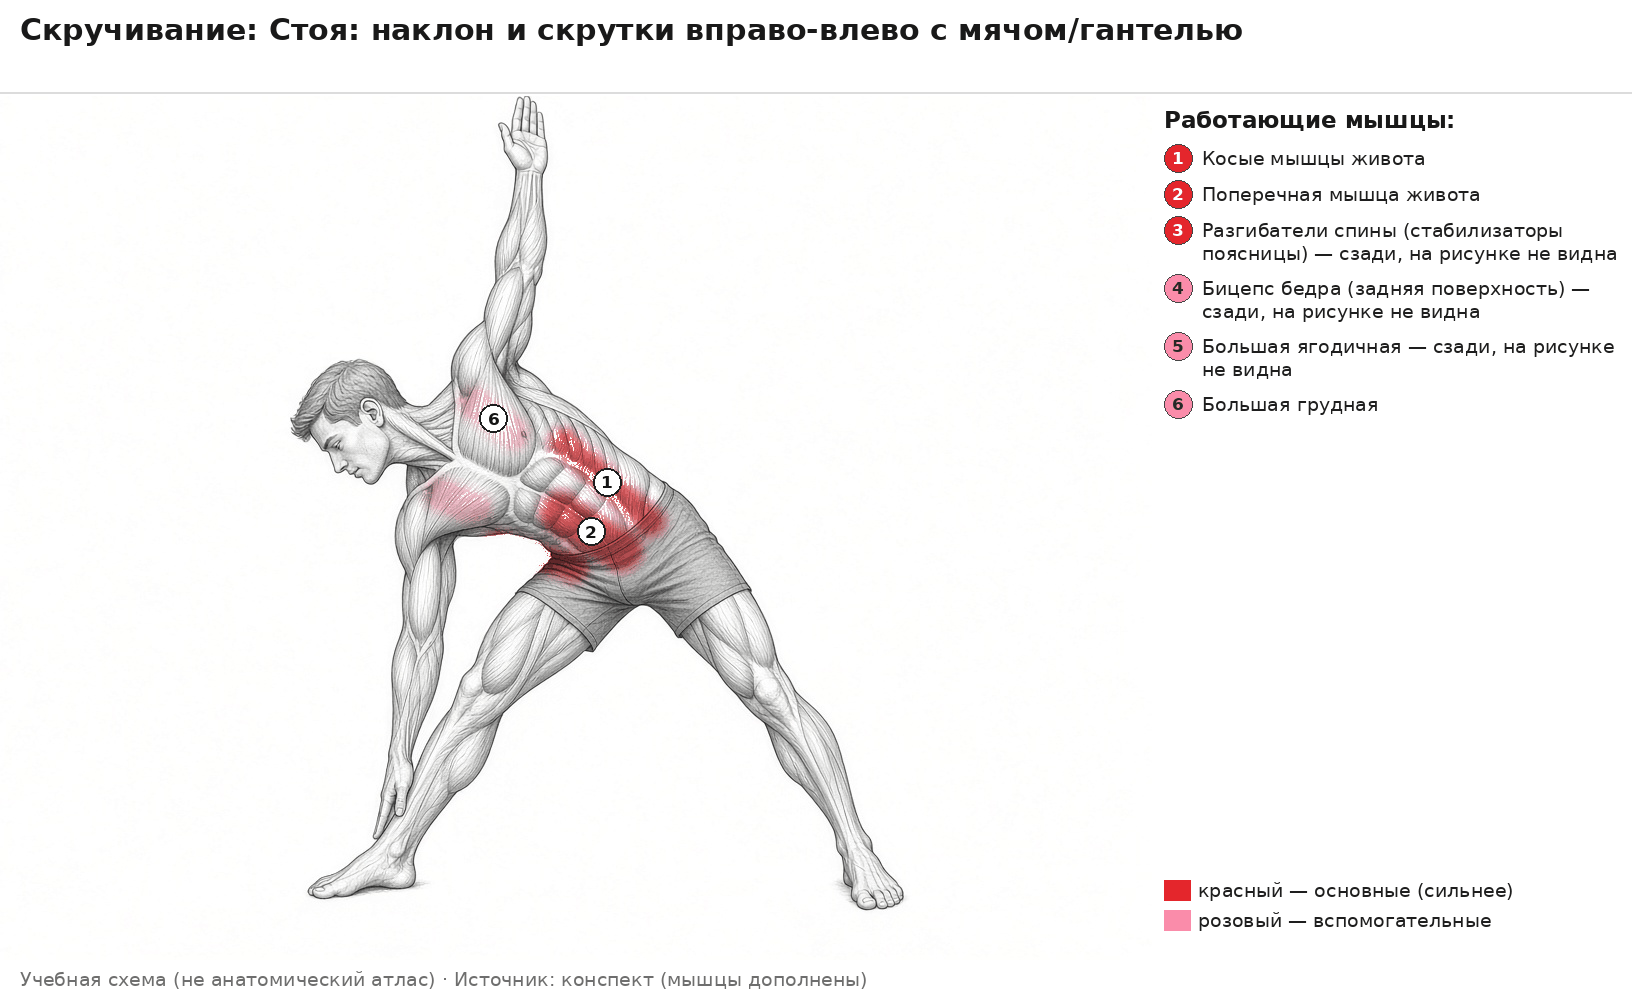 Скручивание: Стоя: наклон и скрутки вправо-влево с мячом/гантелью
Работающие мышцы:
1 Косые мышцы живота
2 Поперечная мышца живота
3 Разгибатели спины (стабилизаторы
поясницы) — сзади, на рисунке не видна
4 Бицепс бедра (задняя поверхность) —
сзади, на рисунке не видна
5 Большая ягодичная — сзади, на рисунке
не видна
6 Большая грудная
6
1
2
красный — основные (сильнее)
розовый — вспомогательные
Учебная схема (не анатомический атлас) · Источник: конспект (мышцы дополнены)